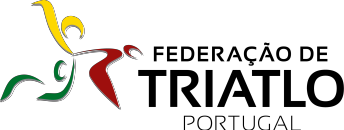 FEDERAÇÃO DE
TRIATLO
PORTUGAL